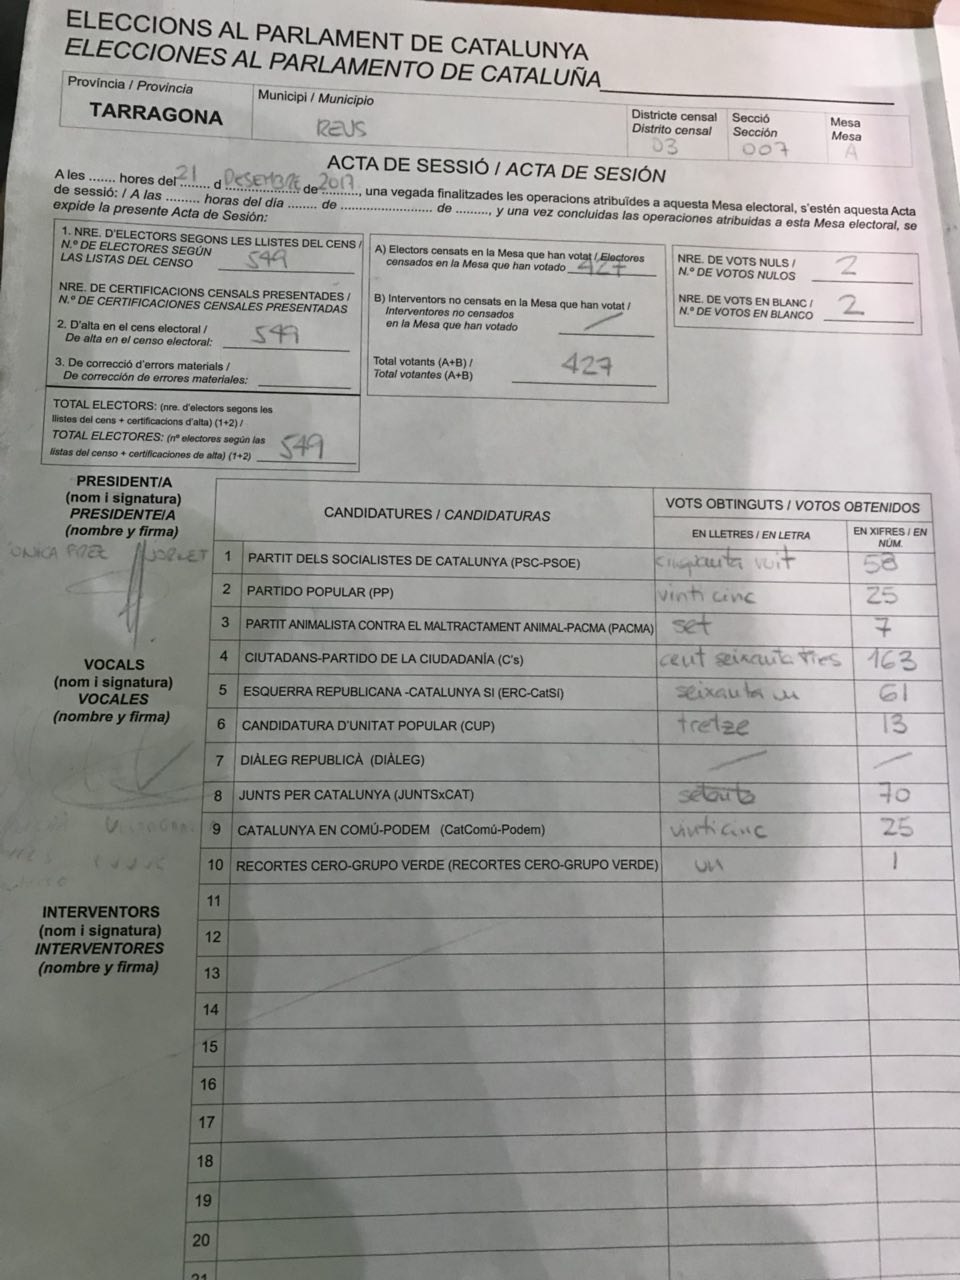 ELECCIONS AL PARLAMENT DE CATALUNYA
ELECCIONES AL PARLAMENTO DE CATALUÑA
Província / Provincia
TARRAGONA
Municipi / Municipio
REUS
Districte censal
Distrito censal
03
Secció
Sección
007
Mesa
Mesa
A
ACTA DE SESSIÓ / ACTA DE SESIÓN
A les ....... hores del 21 d DESEMBRE de 2017, una vegada finalitzades les operacions atribuïdes a aquesta Mesa electoral, s'estén aquesta Acta
de sessió: / A las ......... horas del día ....... de ........................ de ........., y una vez concluidas las operaciones atribuidas a esta Mesa electoral, se
expide la presente Acta de Sesión:
1. NRE. D'ELECTORS SEGONS LES LLISTES DEL CENS /
N.º DE ELECTORES SEGÚN
LAS LISTAS DEL CENSO 549
NRE. DE CERTIFICACIONS CENSALS PRESENTADES /
N.º DE CERTIFICACIONES CENSALES PRESENTADAS
2. D'alta en el cens electoral /
De alta en el censo electoral: 549
3. De correcció d'errors materials /
De corrección de errores materiales:
TOTAL ELECTORS: (nre. d'electors segons les
llistes del cens + certificacions d'alta) (1+2) /
TOTAL ELECTORES: (nº electores según las
listas del censo + certificaciones de alta) (1+2) 549
A) Electors censats en la Mesa que han votat / Electores
censados en la Mesa que han votado 427
B) Interventors no censats en la Mesa que han votat /
Interventores no censados
en la Mesa que han votado
Total votants (A+B) /
Total votantes (A+B) 427
NRE. DE VOTS NULS /
N.º DE VOTOS NULOS 2
NRE. DE VOTS EN BLANC /
N.º DE VOTOS EN BLANCO 2
PRESIDENT/A
(nom i signatura)
PRESIDENTE/A
(nombre y firma)
VOCALS
(nom i signatura)
VOCALES
(nombre y firma)
INTERVENTORS
(nom i signatura)
INTERVENTORES
(nombre y firma)
CANDIDATURES / CANDIDATURAS
VOTS OBTINGUTS / VOTOS OBTENIDOS
EN LLETRES / EN LETRA
EN XIFRES / EN NÚM.
1 PARTIT DELS SOCIALISTES DE CATALUNYA (PSC-PSOE) cinquanta vuit 58
2 PARTIDO POPULAR (PP) vinti cinc 25
3 PARTIT ANIMALISTA CONTRA EL MALTRACTAMENT ANIMAL-PACMA (PACMA) set 7
4 CIUTADANS-PARTIDO DE LA CIUDADANÍA (C's) cent seixanta tres 163
5 ESQUERRA REPUBLICANA -CATALUNYA SI (ERC-CatSí) seixanta u 61
6 CANDIDATURA D'UNITAT POPULAR (CUP) tretze 13
7 DIÀLEG REPUBLICÀ (DIÀLEG)
8 JUNTS PER CATALUNYA (JUNTSxCAT) setanta 70
9 CATALUNYA EN COMÚ-PODEM (CatComú-Podem) vinticinc 25
10 RECORTES CERO-GRUPO VERDE (RECORTES CERO-GRUPO VERDE) un 1
11
12
13
14
15
16
17
18
19
20
21